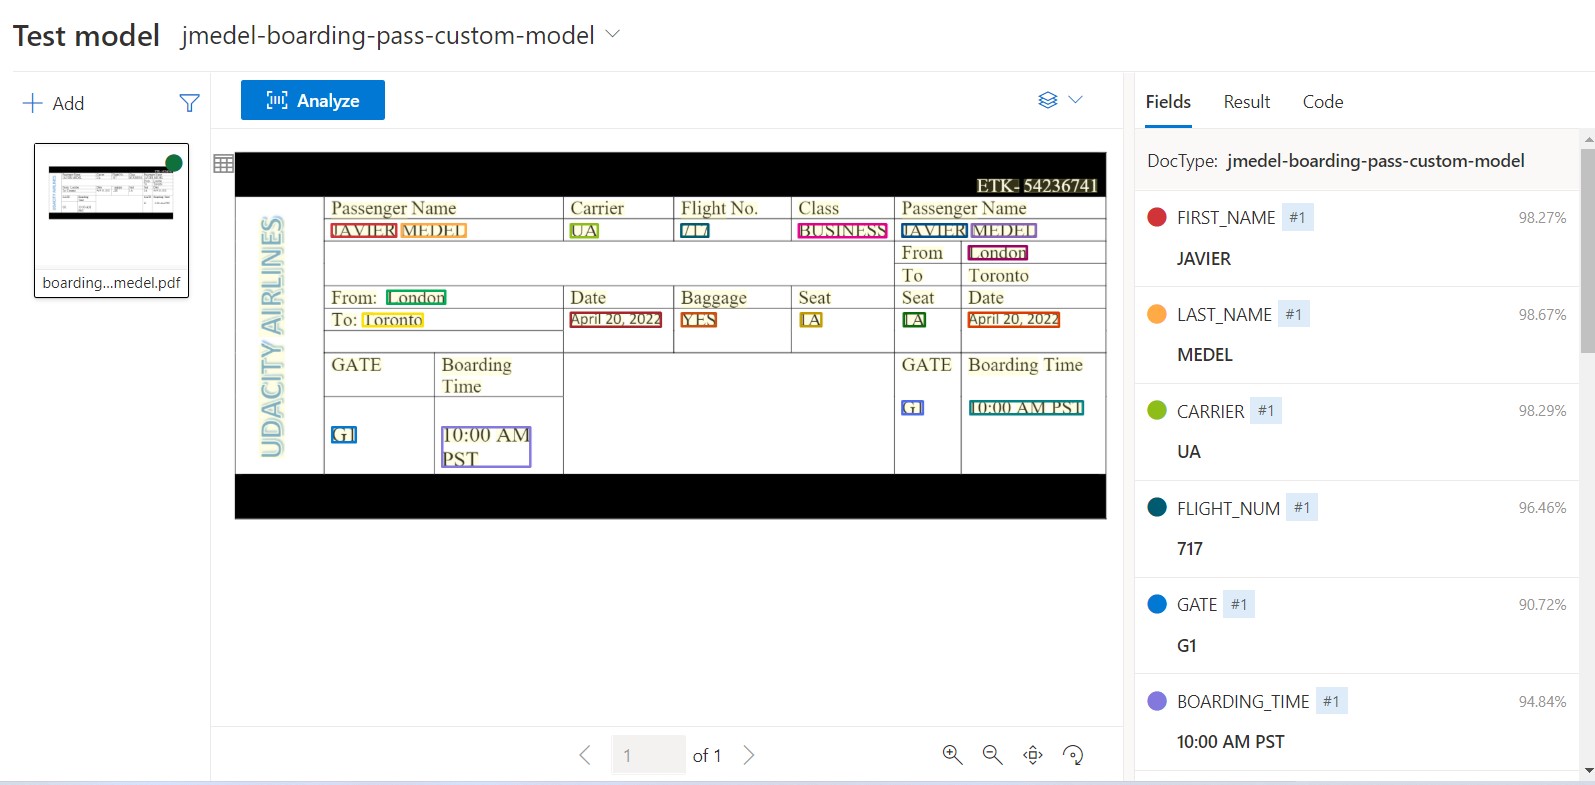 Test model jmedel-boarding-pass-custom-model
Add
boarding...medel.pdf
Analyze
ETK- 54236741
UDACITY AIRLINES
Passenger Name Carrier Flight No. Class Passenger Name
JAVIER MEDEL UA 717 BUSINESS JAVIER MEDEL
From London
To Toronto
From: London Date Baggage Seat Seat Date
To: Toronto April 20, 2022 YES 1A 1A April 20, 2022
GATE Boarding Time GATE Boarding Time
G1 10:00 AM PST
G1 10:00 AM PST
1 of 1
Fields Result Code
DocType: jmedel-boarding-pass-custom-model
FIRST_NAME #1 98.27%
JAVIER
LAST_NAME #1 98.67%
MEDEL
CARRIER #1 98.29%
UA
FLIGHT_NUM #1 96.46%
717
GATE #1 90.72%
G1
BOARDING_TIME #1 94.84%
10:00 AM PST